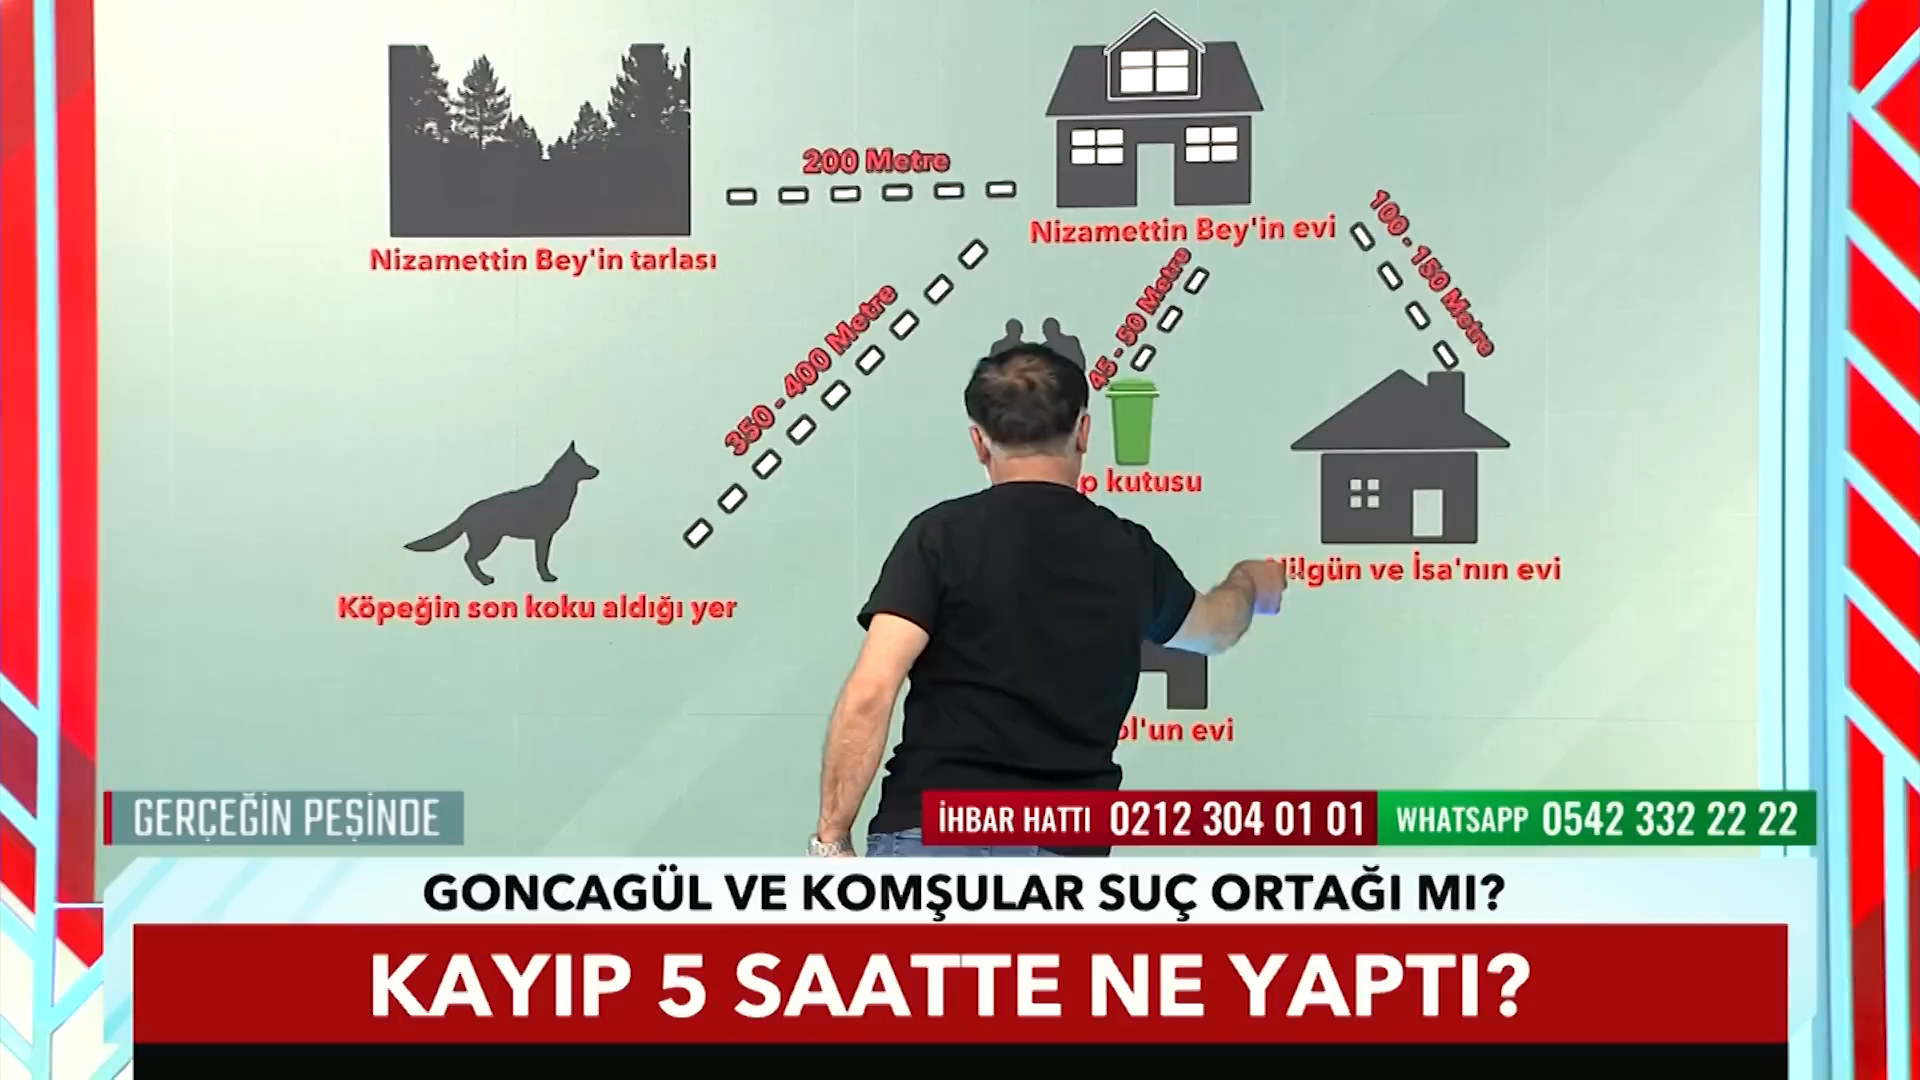 200 Metre
Nizamettin Bey'in tarlası
Nizamettin Bey'in evi
100 - 150 Metre
45 - 50 Metre
350 - 400 Metre
kutusu
Köpeğin son koku aldığı yer
ve İsa'nın evi
evi
GERÇEĞİN PEŞİNDE
İHBAR HATTI 0212 304 01 01
WHATSAPP 0542 332 22 22
GONCAGÜL VE KOMŞULAR SUÇ ORTAĞI MI?
KAYIP 5 SAATTE NE YAPTI?